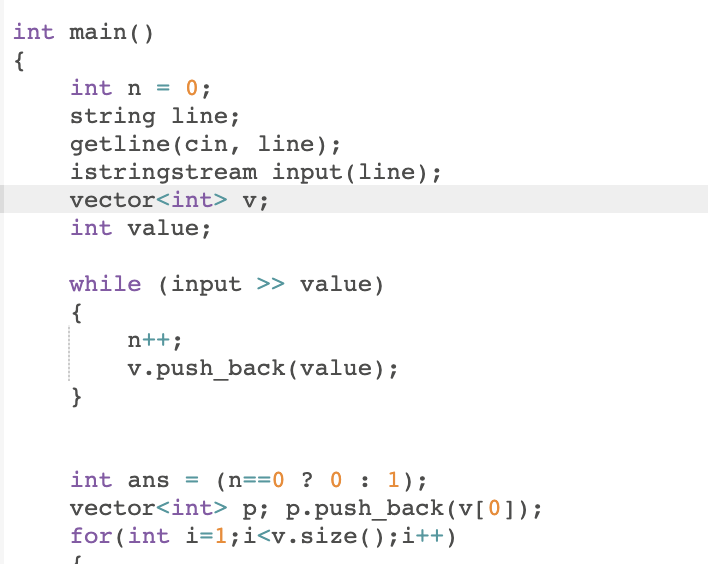 int main()
{
    int n = 0;
    string line;
    getline(cin, line);
    istringstream input(line);
    vector<int> v;
    int value;

    while (input >> value)
    {
        n++;
        v.push_back(value);
    }


    int ans = (n==0 ? 0 : 1);
    vector<int> p; p.push_back(v[0]);
    for(int i=1;i<v.size();i++)
    {